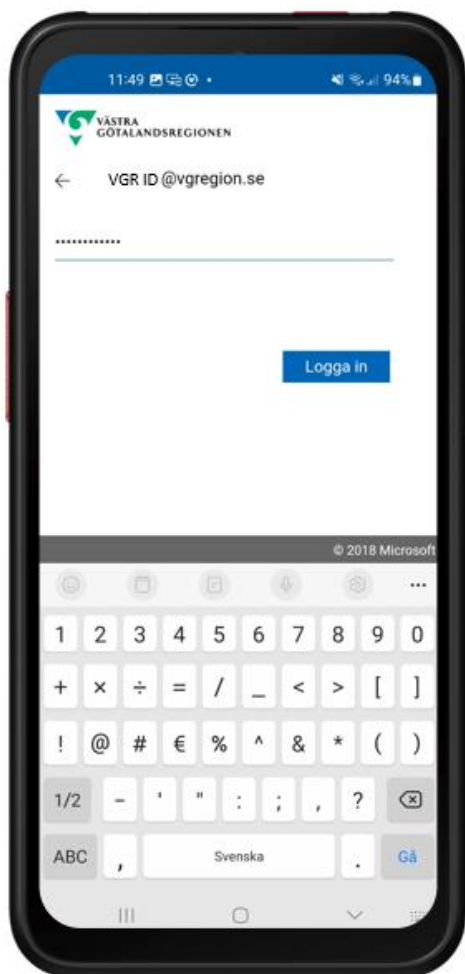 11:49 94%
VÄSTRA
GÖTALANDSREGIONEN
← VGR ID @vgregion.se
............
Logga in
© 2018 Microsoft
...
1 2 3 4 5 6 7 8 9 0
+ × ÷ = / _ < > [ ]
! @ # € % ^ & * ( )
1/2 - ' " : ; , ?
ABC , Svenska . Gå